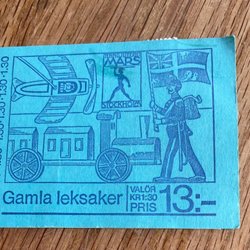 MARS
STOCKHOLM
Gamla leksaker
VALÖR
KR 1:30
PRIS
13:-
1.30-1.30-1.30